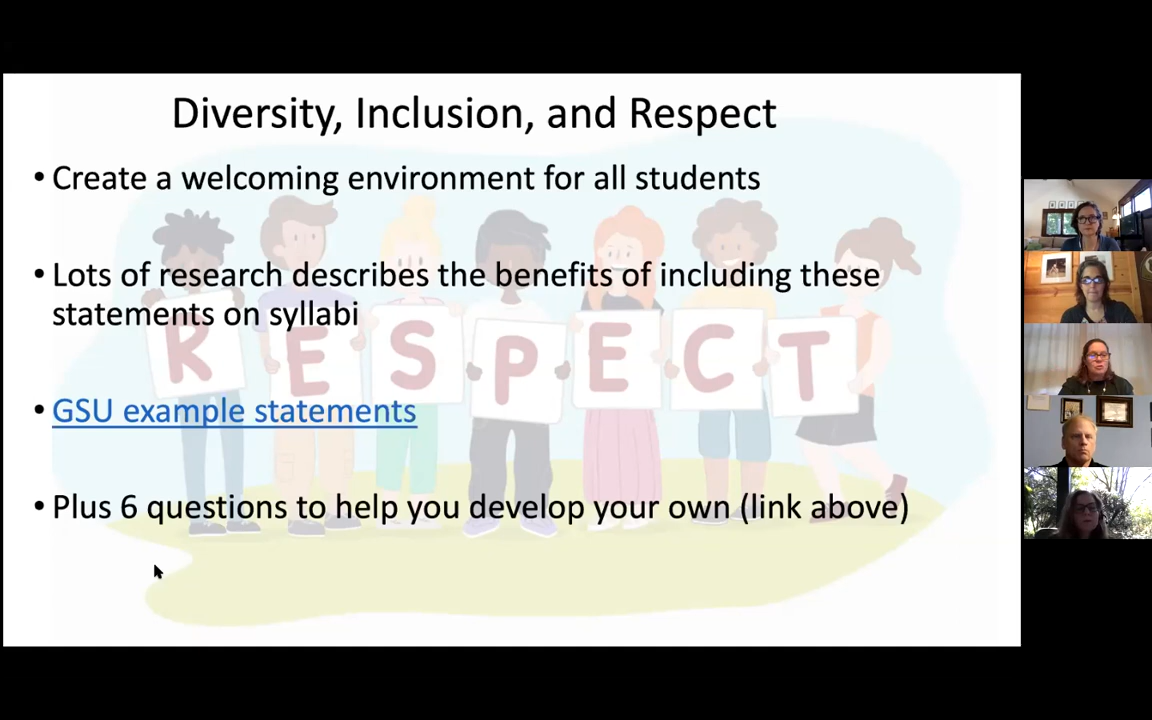 Diversity, Inclusion, and Respect
• Create a welcoming environment for all students
• Lots of research describes the benefits of including these
statements on syllabi
R E S P E C T
• GSU example statements
• Plus 6 questions to help you develop your own (link above)